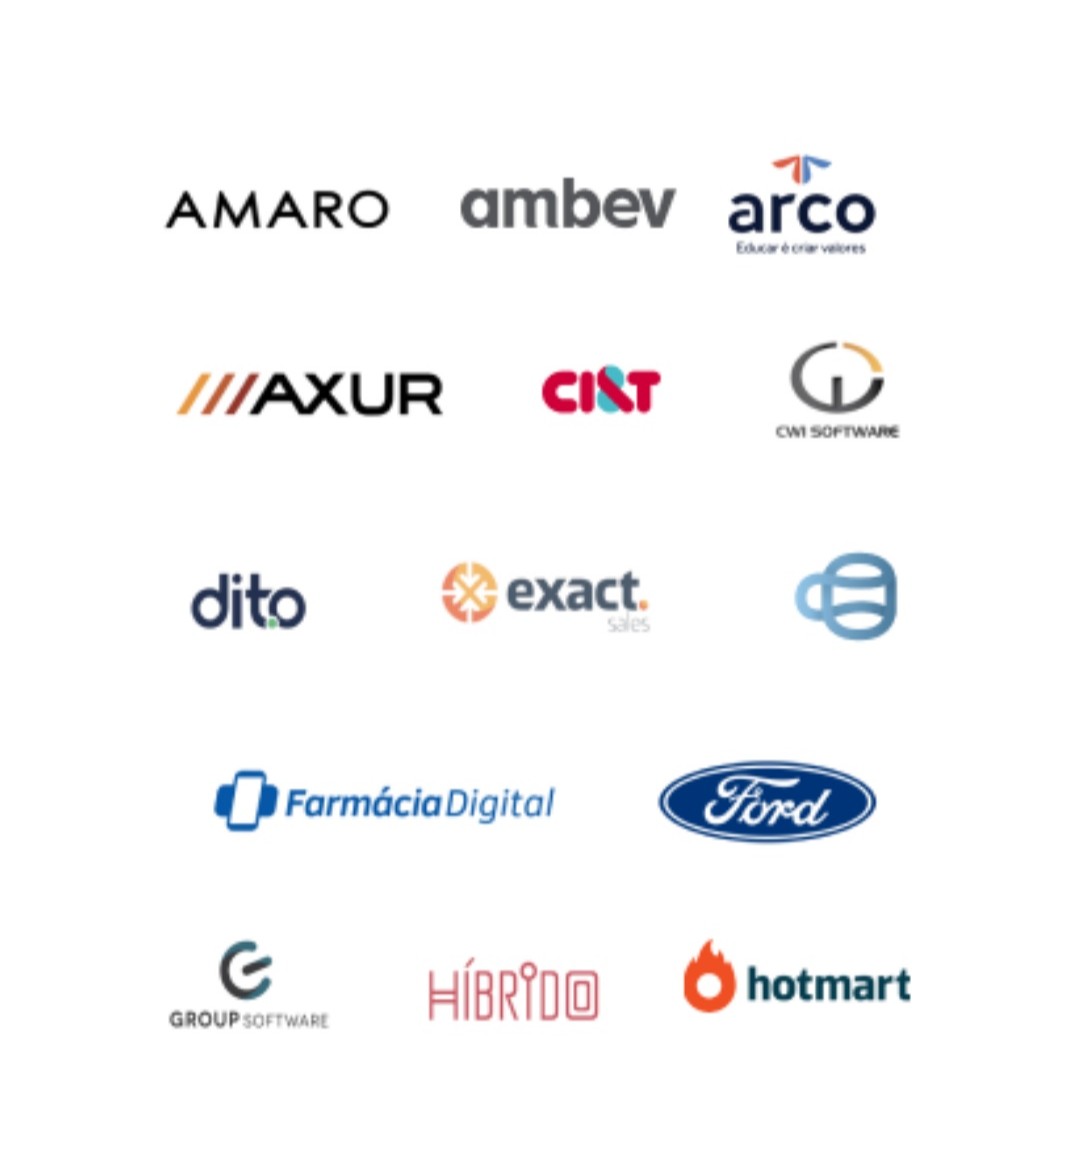 AMARO
ambev
arco
Educar é criar valores
AXUR
CI&T
CWI SOFTWARE
dito
exact.
sales
FarmáciaDigital
Ford
GROUP SOFTWARE
HÍBRIDO
hotmart